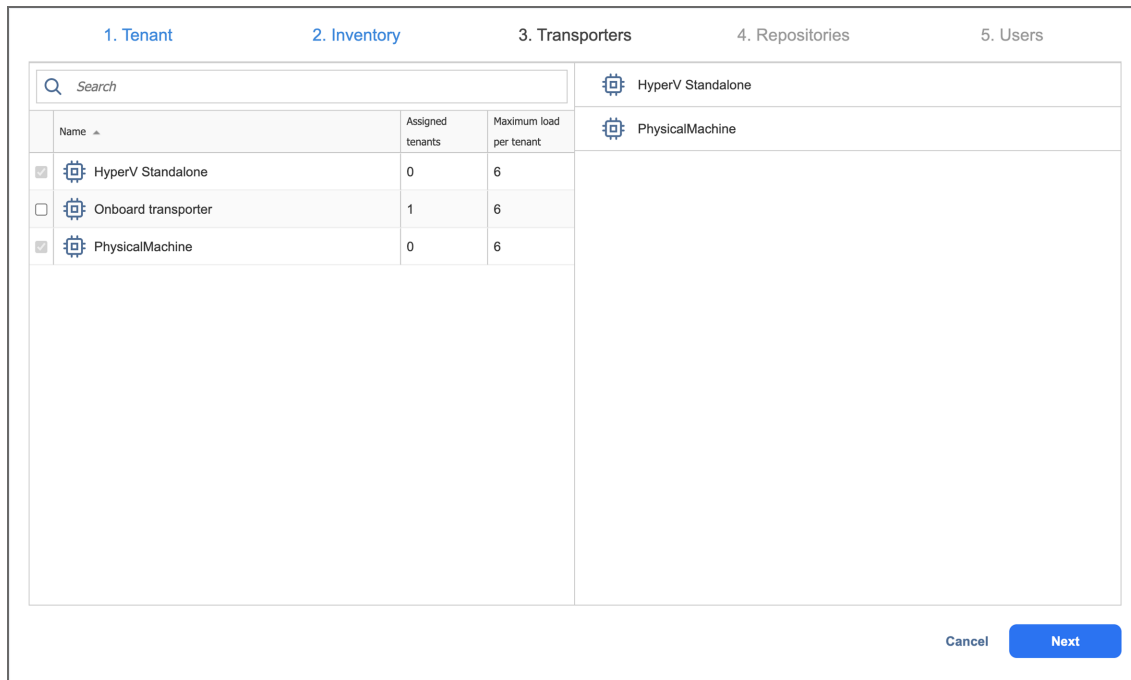 1. Tenant 2. Inventory 3. Transporters 4. Repositories 5. Users
Search
Name Assigned tenants Maximum load per tenant
HyperV Standalone 0 6
Onboard transporter 1 6
PhysicalMachine 0 6
HyperV Standalone
PhysicalMachine
Cancel Next